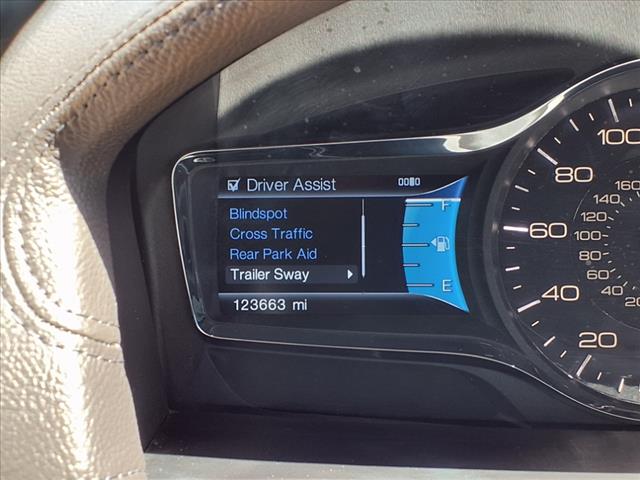 Driver Assist
Blindspot
Cross Traffic
Rear Park Aid
Trailer Sway
123663 mi
F
E
100
80
60
40
20
160
140
120
100
80
60
40